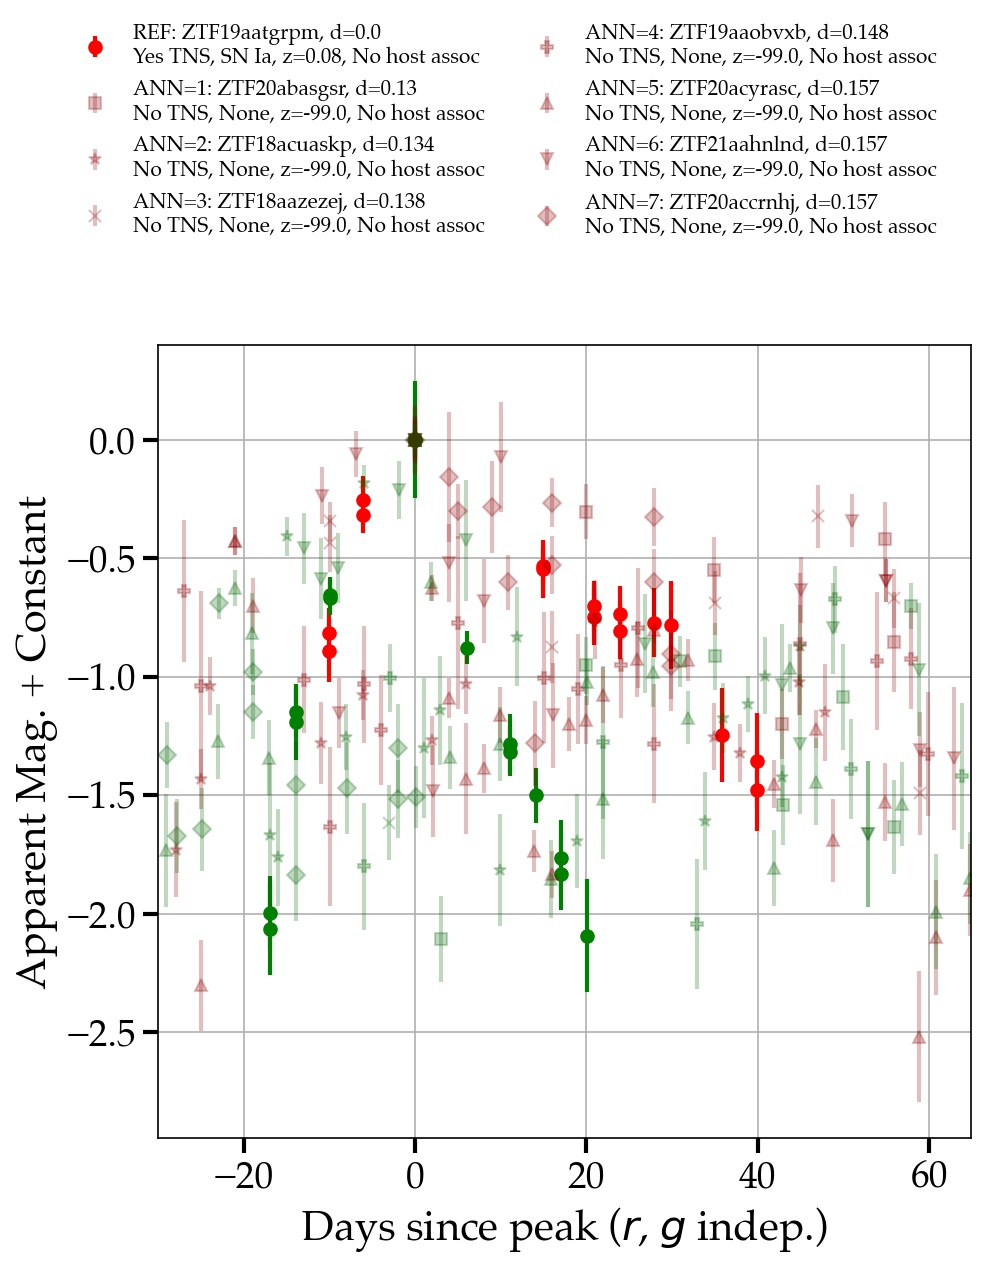 REF: ZTF19aatgrpm, d=0.0
Yes TNS, SN Ia, z=0.08, No host assoc
ANN=1: ZTF20abasgsr, d=0.13
No TNS, None, z=-99.0, No host assoc
ANN=2: ZTF18acuaskp, d=0.134
No TNS, None, z=-99.0, No host assoc
ANN=3: ZTF18aazezej, d=0.138
No TNS, None, z=-99.0, No host assoc
ANN=4: ZTF19aaobvxb, d=0.148
No TNS, None, z=-99.0, No host assoc
ANN=5: ZTF20acyrasc, d=0.157
No TNS, None, z=-99.0, No host assoc
ANN=6: ZTF21aahnlnd, d=0.157
No TNS, None, z=-99.0, No host assoc
ANN=7: ZTF20accrnhj, d=0.157
No TNS, None, z=-99.0, No host assoc
Apparent Mag. + Constant
0.0
−0.5
−1.0
−1.5
−2.0
−2.5
−20 0 20 40 60
Days since peak (r, g indep.)